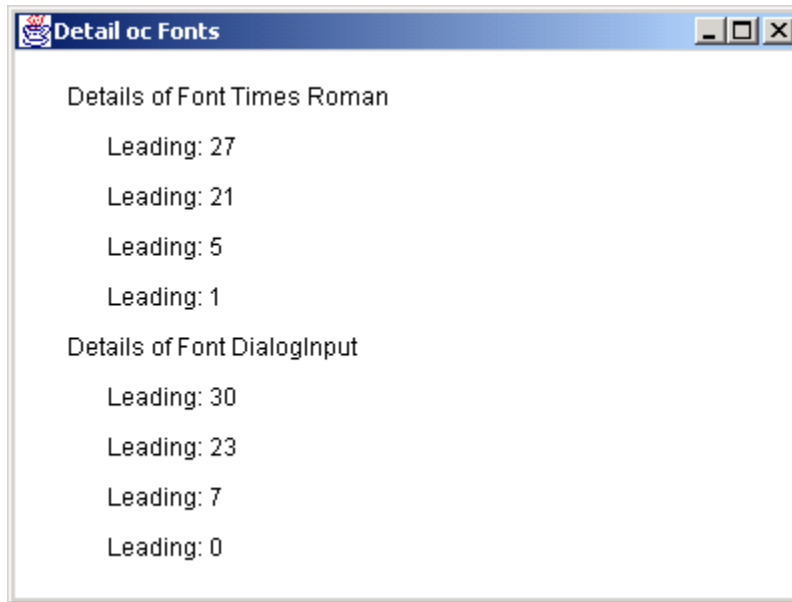 Detail oc Fonts
Details of Font Times Roman
Leading: 27
Leading: 21
Leading: 5
Leading: 1
Details of Font DialogInput
Leading: 30
Leading: 23
Leading: 7
Leading: 0